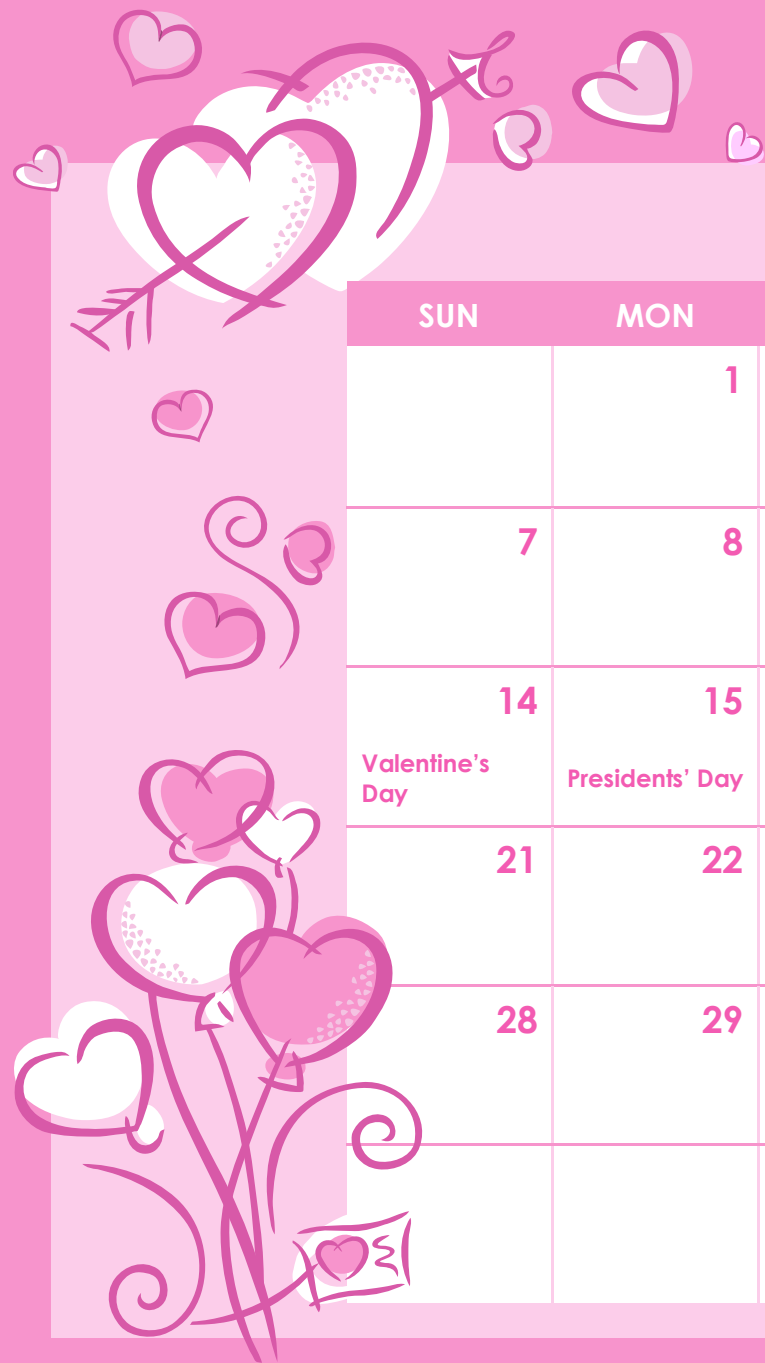 SUN MON
1
7 8
14 15
Valentine’s
Day
Presidents’ Day
21 22
28 29